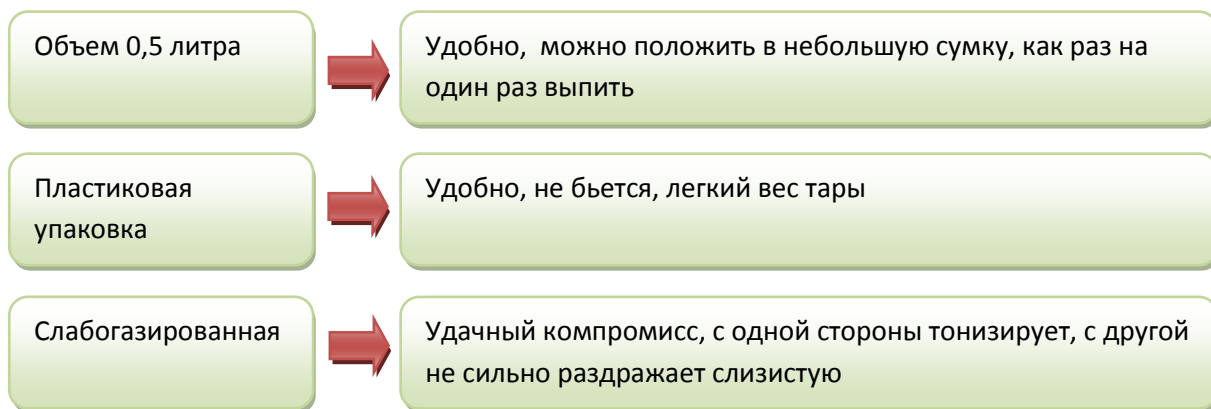 Объем 0,5 литра
Удобно, можно положить в небольшую сумку, как раз на
один раз выпить
Пластиковая
упаковка
Удобно, не бьется, легкий вес тары
Слабогазированная
Удачный компромисс, с одной стороны тонизирует, с другой
не сильно раздражает слизистую